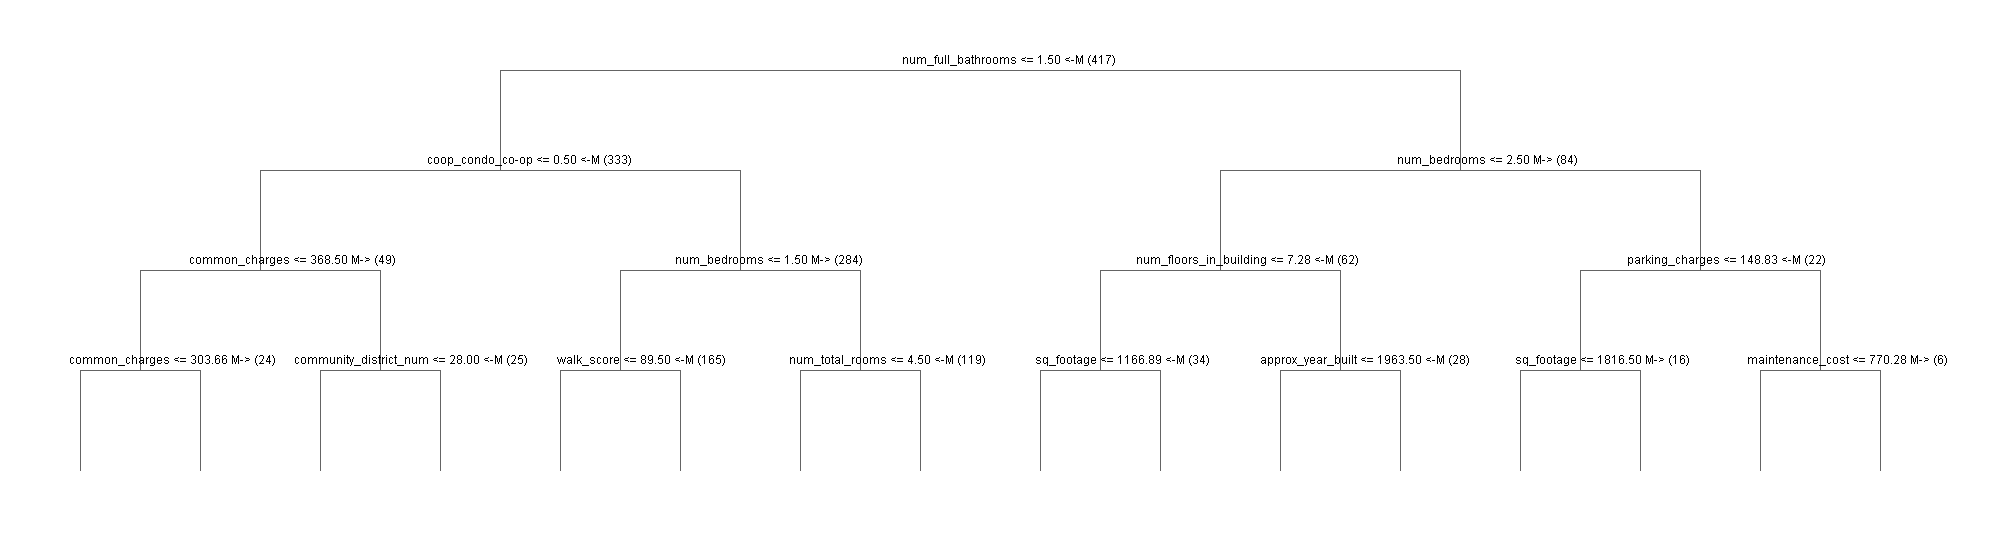 num_full_bathrooms <= 1.50 <-M (417)
coop_condo_co-op <= 0.50 <-M (333)
num_bedrooms <= 2.50 M-> (84)
common_charges <= 368.50 M-> (49)
num_bedrooms <= 1.50 M-> (284)
num_floors_in_building <= 7.28 <-M (62)
parking_charges <= 148.83 <-M (22)
common_charges <= 303.66 M-> (24)
community_district_num <= 28.00 <-M (25)
walk_score <= 89.50 <-M (165)
num_total_rooms <= 4.50 <-M (119)
sq_footage <= 1166.89 <-M (34)
approx_year_built <= 1963.50 <-M (28)
sq_footage <= 1816.50 M-> (16)
maintenance_cost <= 770.28 M-> (6)